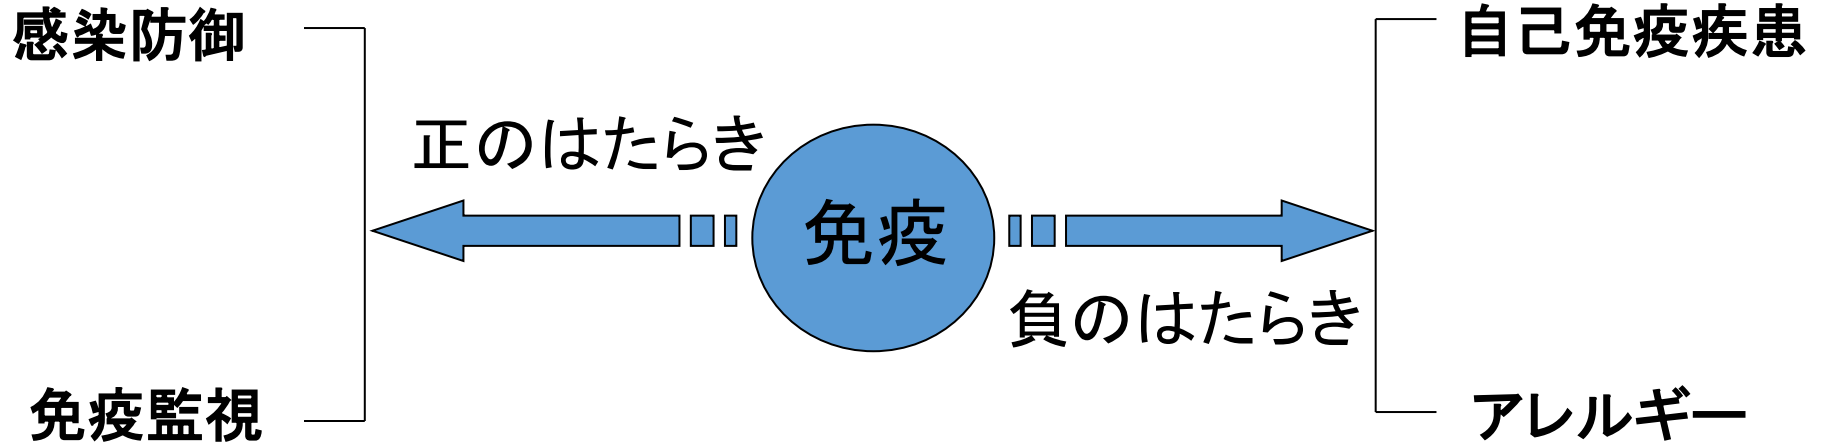 感染防御
正のはたらき
免疫監視
免疫
自己免疫疾患
負のはたらき
アレルギー